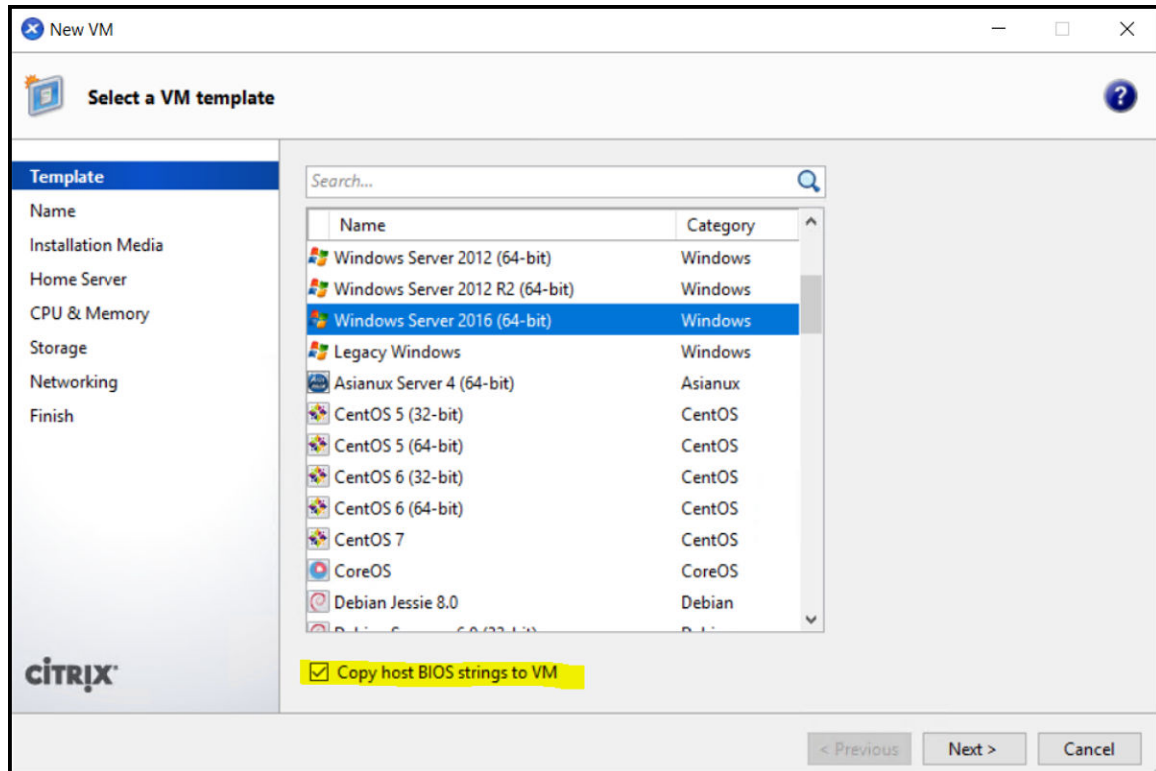 New VM
Select a VM template
?
Template
Name
Installation Media
Home Server
CPU & Memory
Storage
Networking
Finish
Search...
Name Category
Windows Server 2012 (64-bit) Windows
Windows Server 2012 R2 (64-bit) Windows
Windows Server 2016 (64-bit) Windows
Legacy Windows Windows
Asianux Server 4 (64-bit) Asianux
CentOS 5 (32-bit) CentOS
CentOS 5 (64-bit) CentOS
CentOS 6 (32-bit) CentOS
CentOS 6 (64-bit) CentOS
CentOS 7 CentOS
CoreOS CoreOS
Debian Jessie 8.0 Debian
Copy host BIOS strings to VM
CITRIX
< Previous Next > Cancel